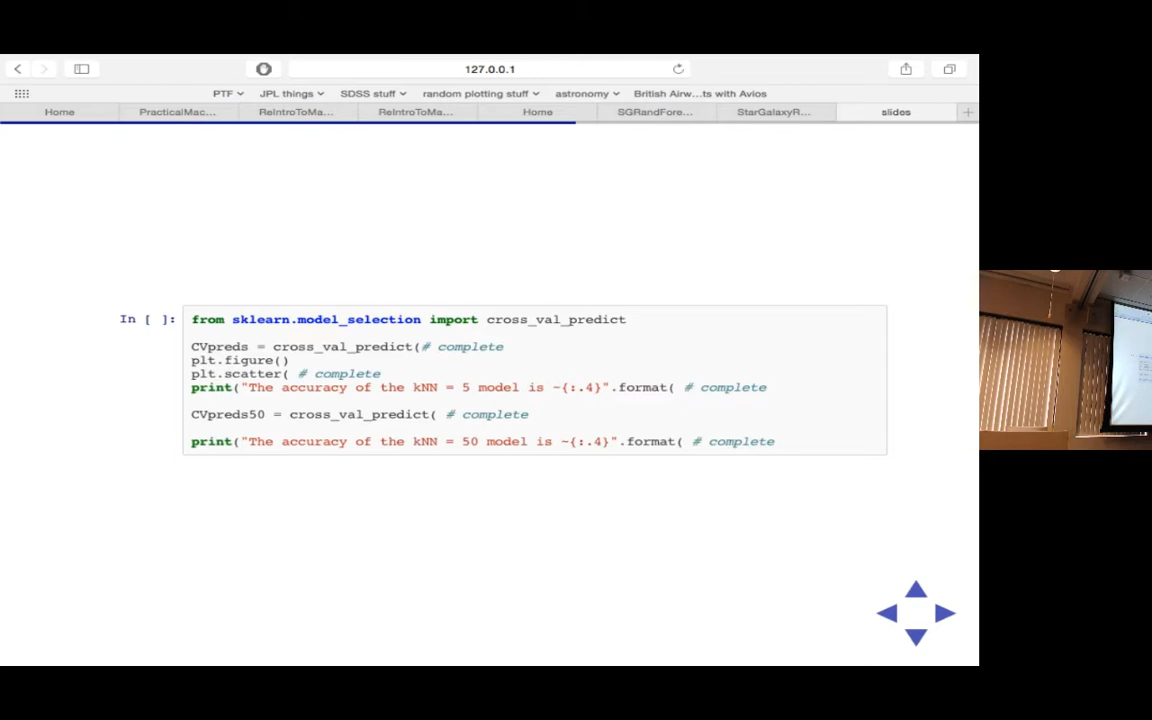 127.0.0.1
PTF JPL things SDSS stuff random plotting stuff astronomy British Airw...ts with Avios
Home PracticalMac... ReIntroToMa... ReIntroToMa... Home SGRandFore... StarGalaxyR... slides
In [ ]: from sklearn.model_selection import cross_val_predict
CVpreds = cross_val_predict(# complete
plt.figure()
plt.scatter( # complete
print("The accuracy of the kNN = 5 model is ~{:.4}".format( # complete
CVpreds50 = cross_val_predict( # complete
print("The accuracy of the kNN = 50 model is ~{:.4}".format( # complete